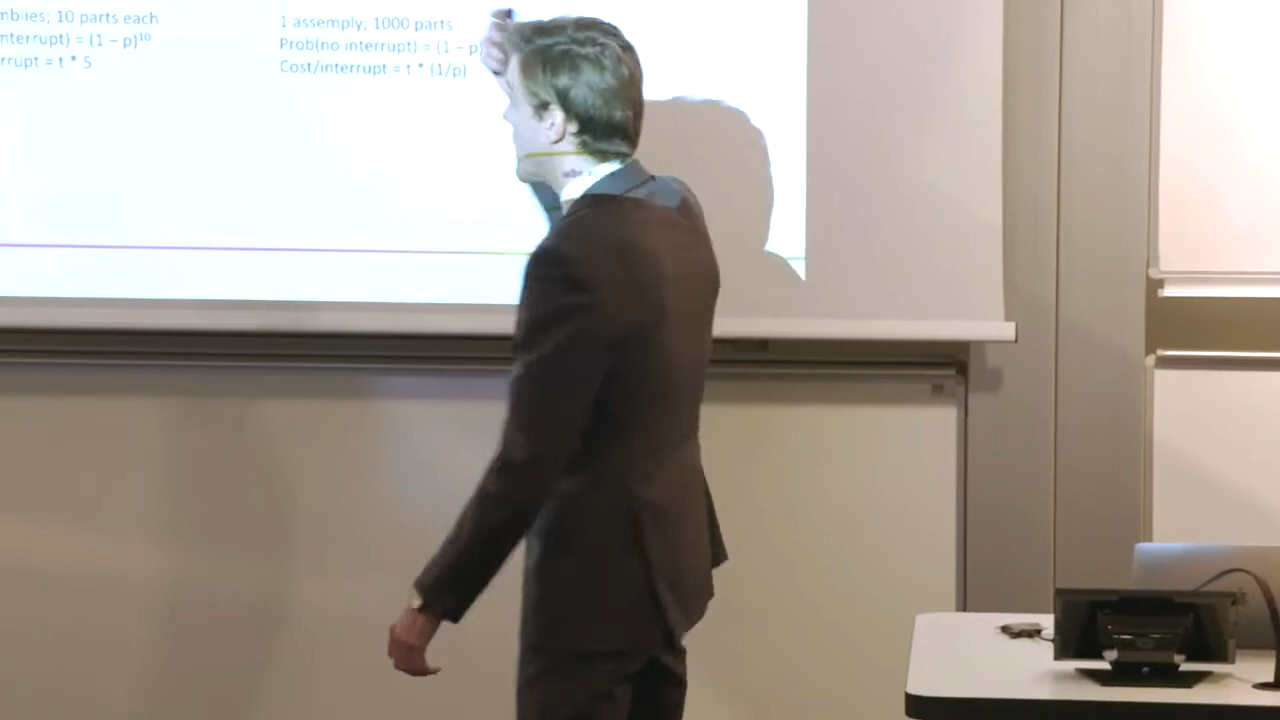 mblies; 10 parts each
nterrupt) = (1 – p)¹⁰
rrupt = t * 5
1 assemply; 1000 parts
Prob(no interrupt) = (1 – p)
Cost/interrupt = t * (1/p)